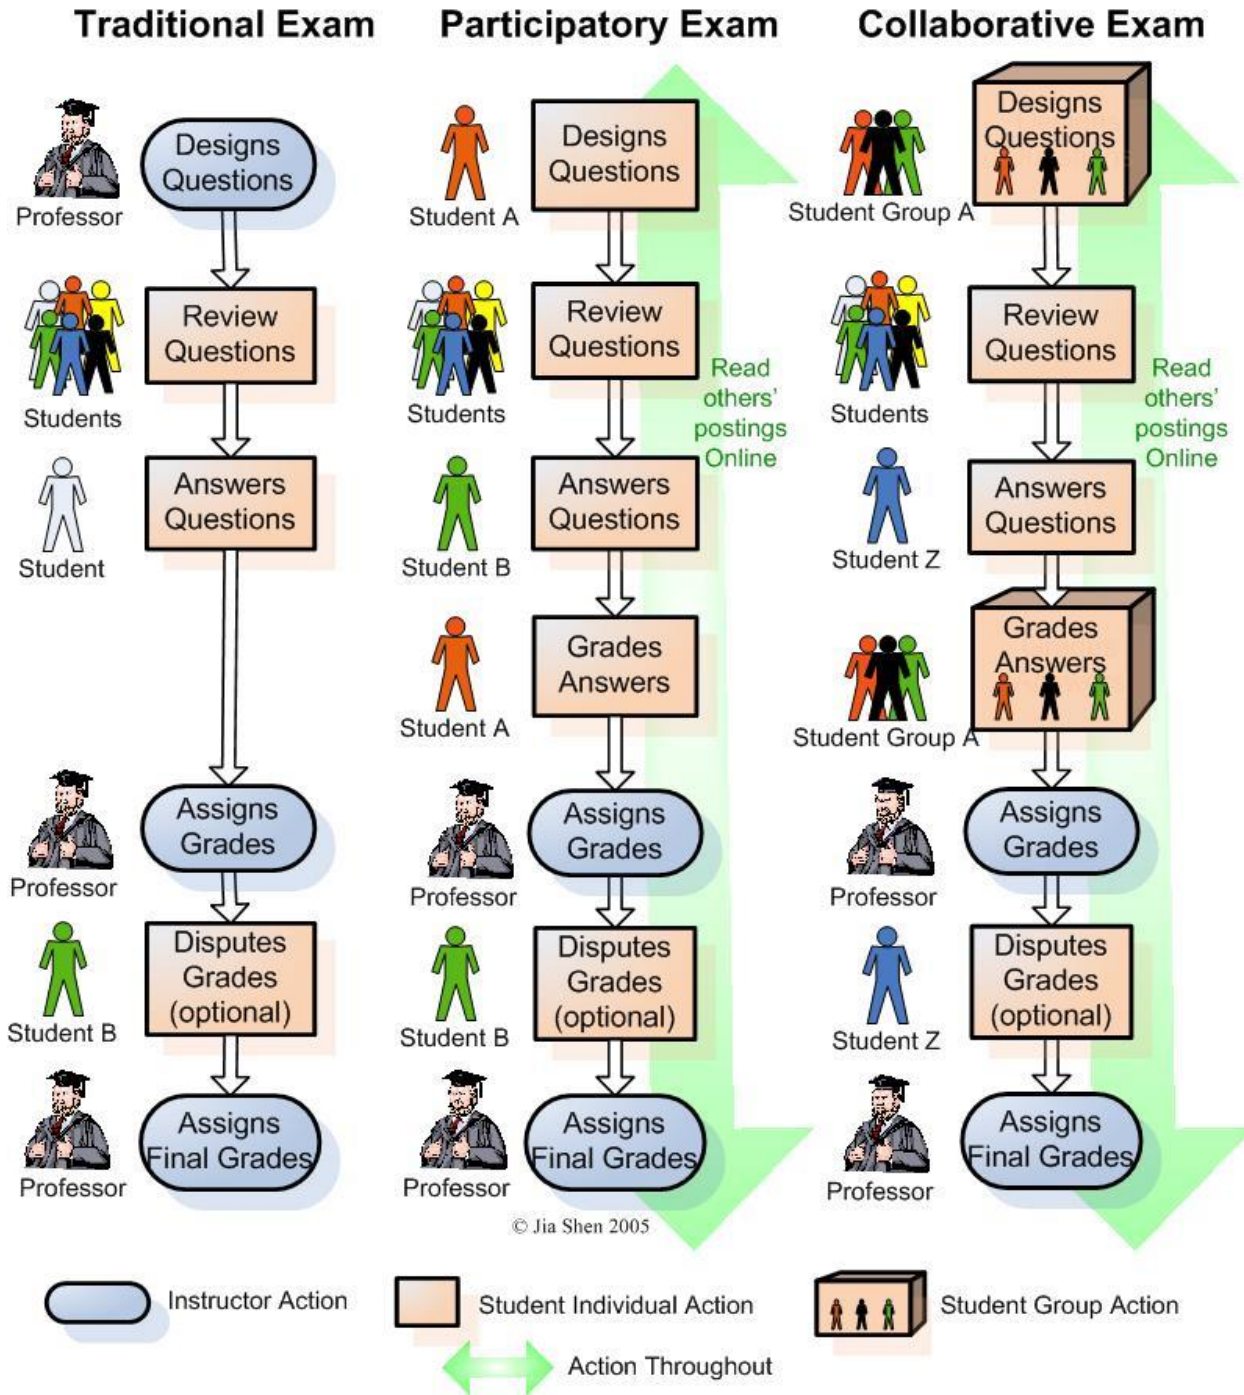 Traditional Exam
Professor
Designs
Questions
Students
Review
Questions
Student
Answers
Questions
Professor
Assigns
Grades
Student B
Disputes
Grades
(optional)
Professor
Assigns
Final Grades
Participatory Exam
Student A
Designs
Questions
Students
Review
Questions
Read
others'
postings
Online
Student B
Answers
Questions
Student A
Grades
Answers
Professor
Assigns
Grades
Student B
Disputes
Grades
(optional)
Professor
Assigns
Final Grades
Collaborative Exam
Student Group A
Designs
Questions
Students
Review
Questions
Read
others'
postings
Online
Student Z
Answers
Questions
Student Group A
Grades
Answers
Professor
Assigns
Grades
Student Z
Disputes
Grades
(optional)
Professor
Assigns
Final Grades
© Jia Shen 2005
Instructor Action
Student Individual Action
Student Group Action
Action Throughout